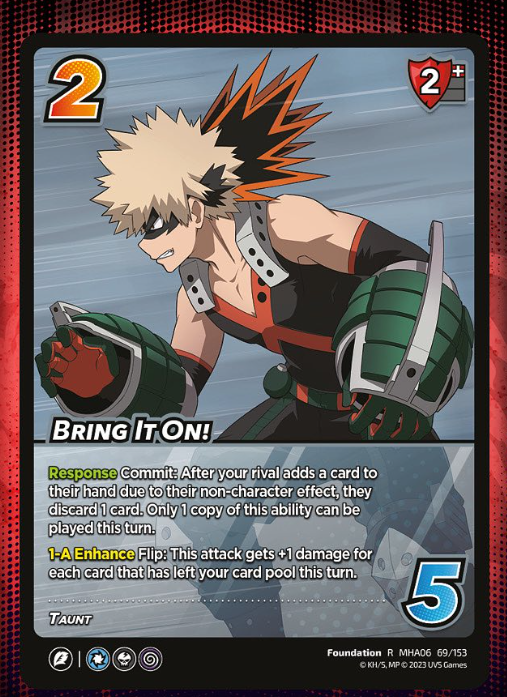 2
2 +
BRING IT ON!
Response Commit: After your rival adds a card to
their hand due to their non-character effect, they
discard 1 card. Only 1 copy of this ability can be
played this turn.
1-A Enhance Flip: This attack gets +1 damage for
each card that has left your card pool this turn.
5
TAUNT
Foundation R MHA06 69/153
© KH/S, MP © 2023 UVS Games